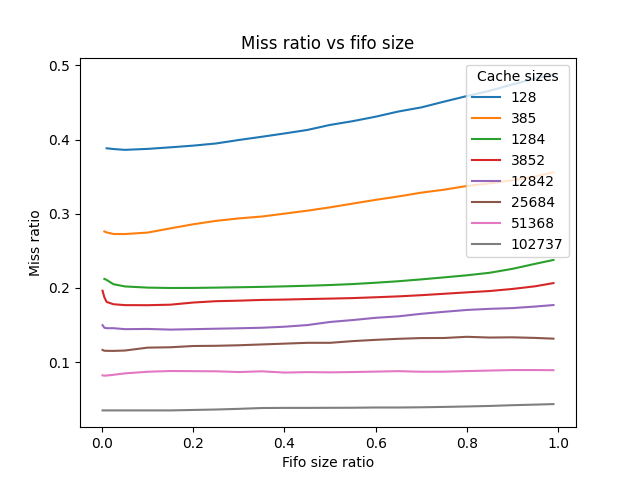 Miss ratio vs fifo size
Cache sizes
128
385
1284
3852
12842
25684
51368
102737
Miss ratio
0.5
0.4
0.3
0.2
0.1
0.0 0.2 0.4 0.6 0.8 1.0
Fifo size ratio